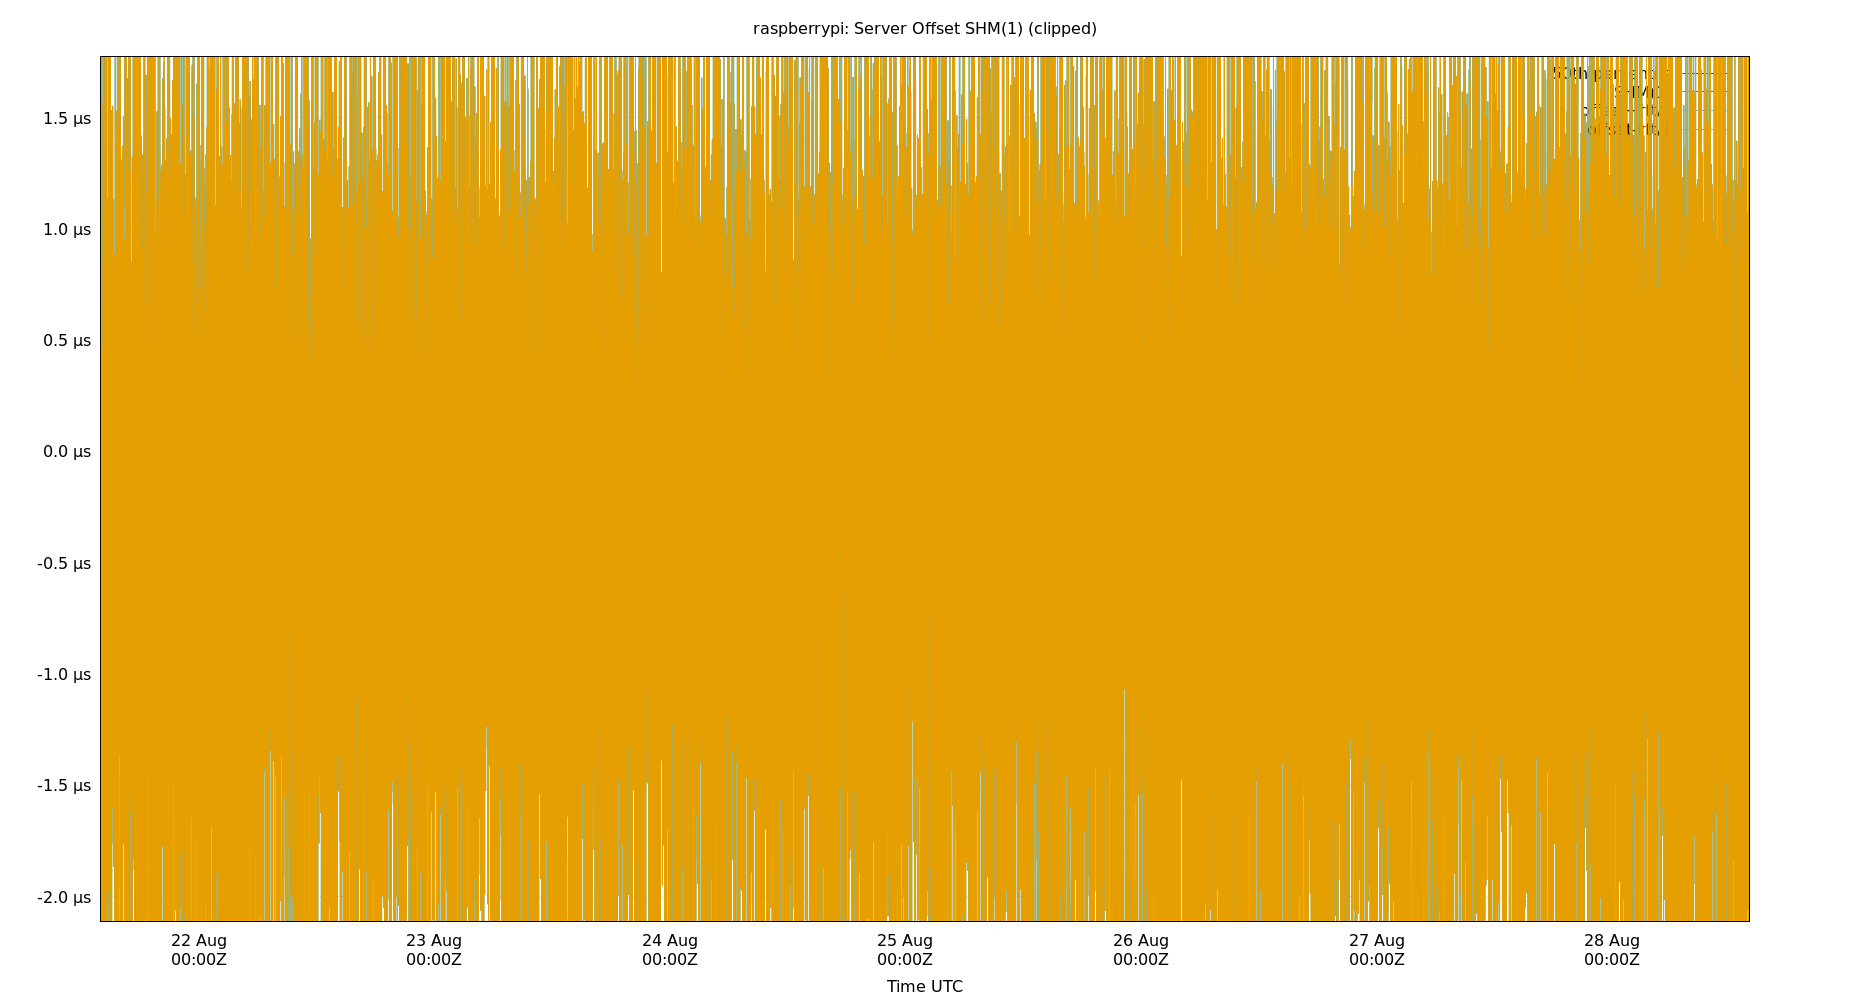 raspberrypi: Server Offset SHM(1) (clipped)
1.5 µs
1.0 µs
0.5 µs
0.0 µs
-0.5 µs
-1.0 µs
-1.5 µs
-2.0 µs
22 Aug 23 Aug 24 Aug 25 Aug 26 Aug 27 Aug 28 Aug
00:00Z 00:00Z 00:00Z 00:00Z 00:00Z 00:00Z 00:00Z
Time UTC